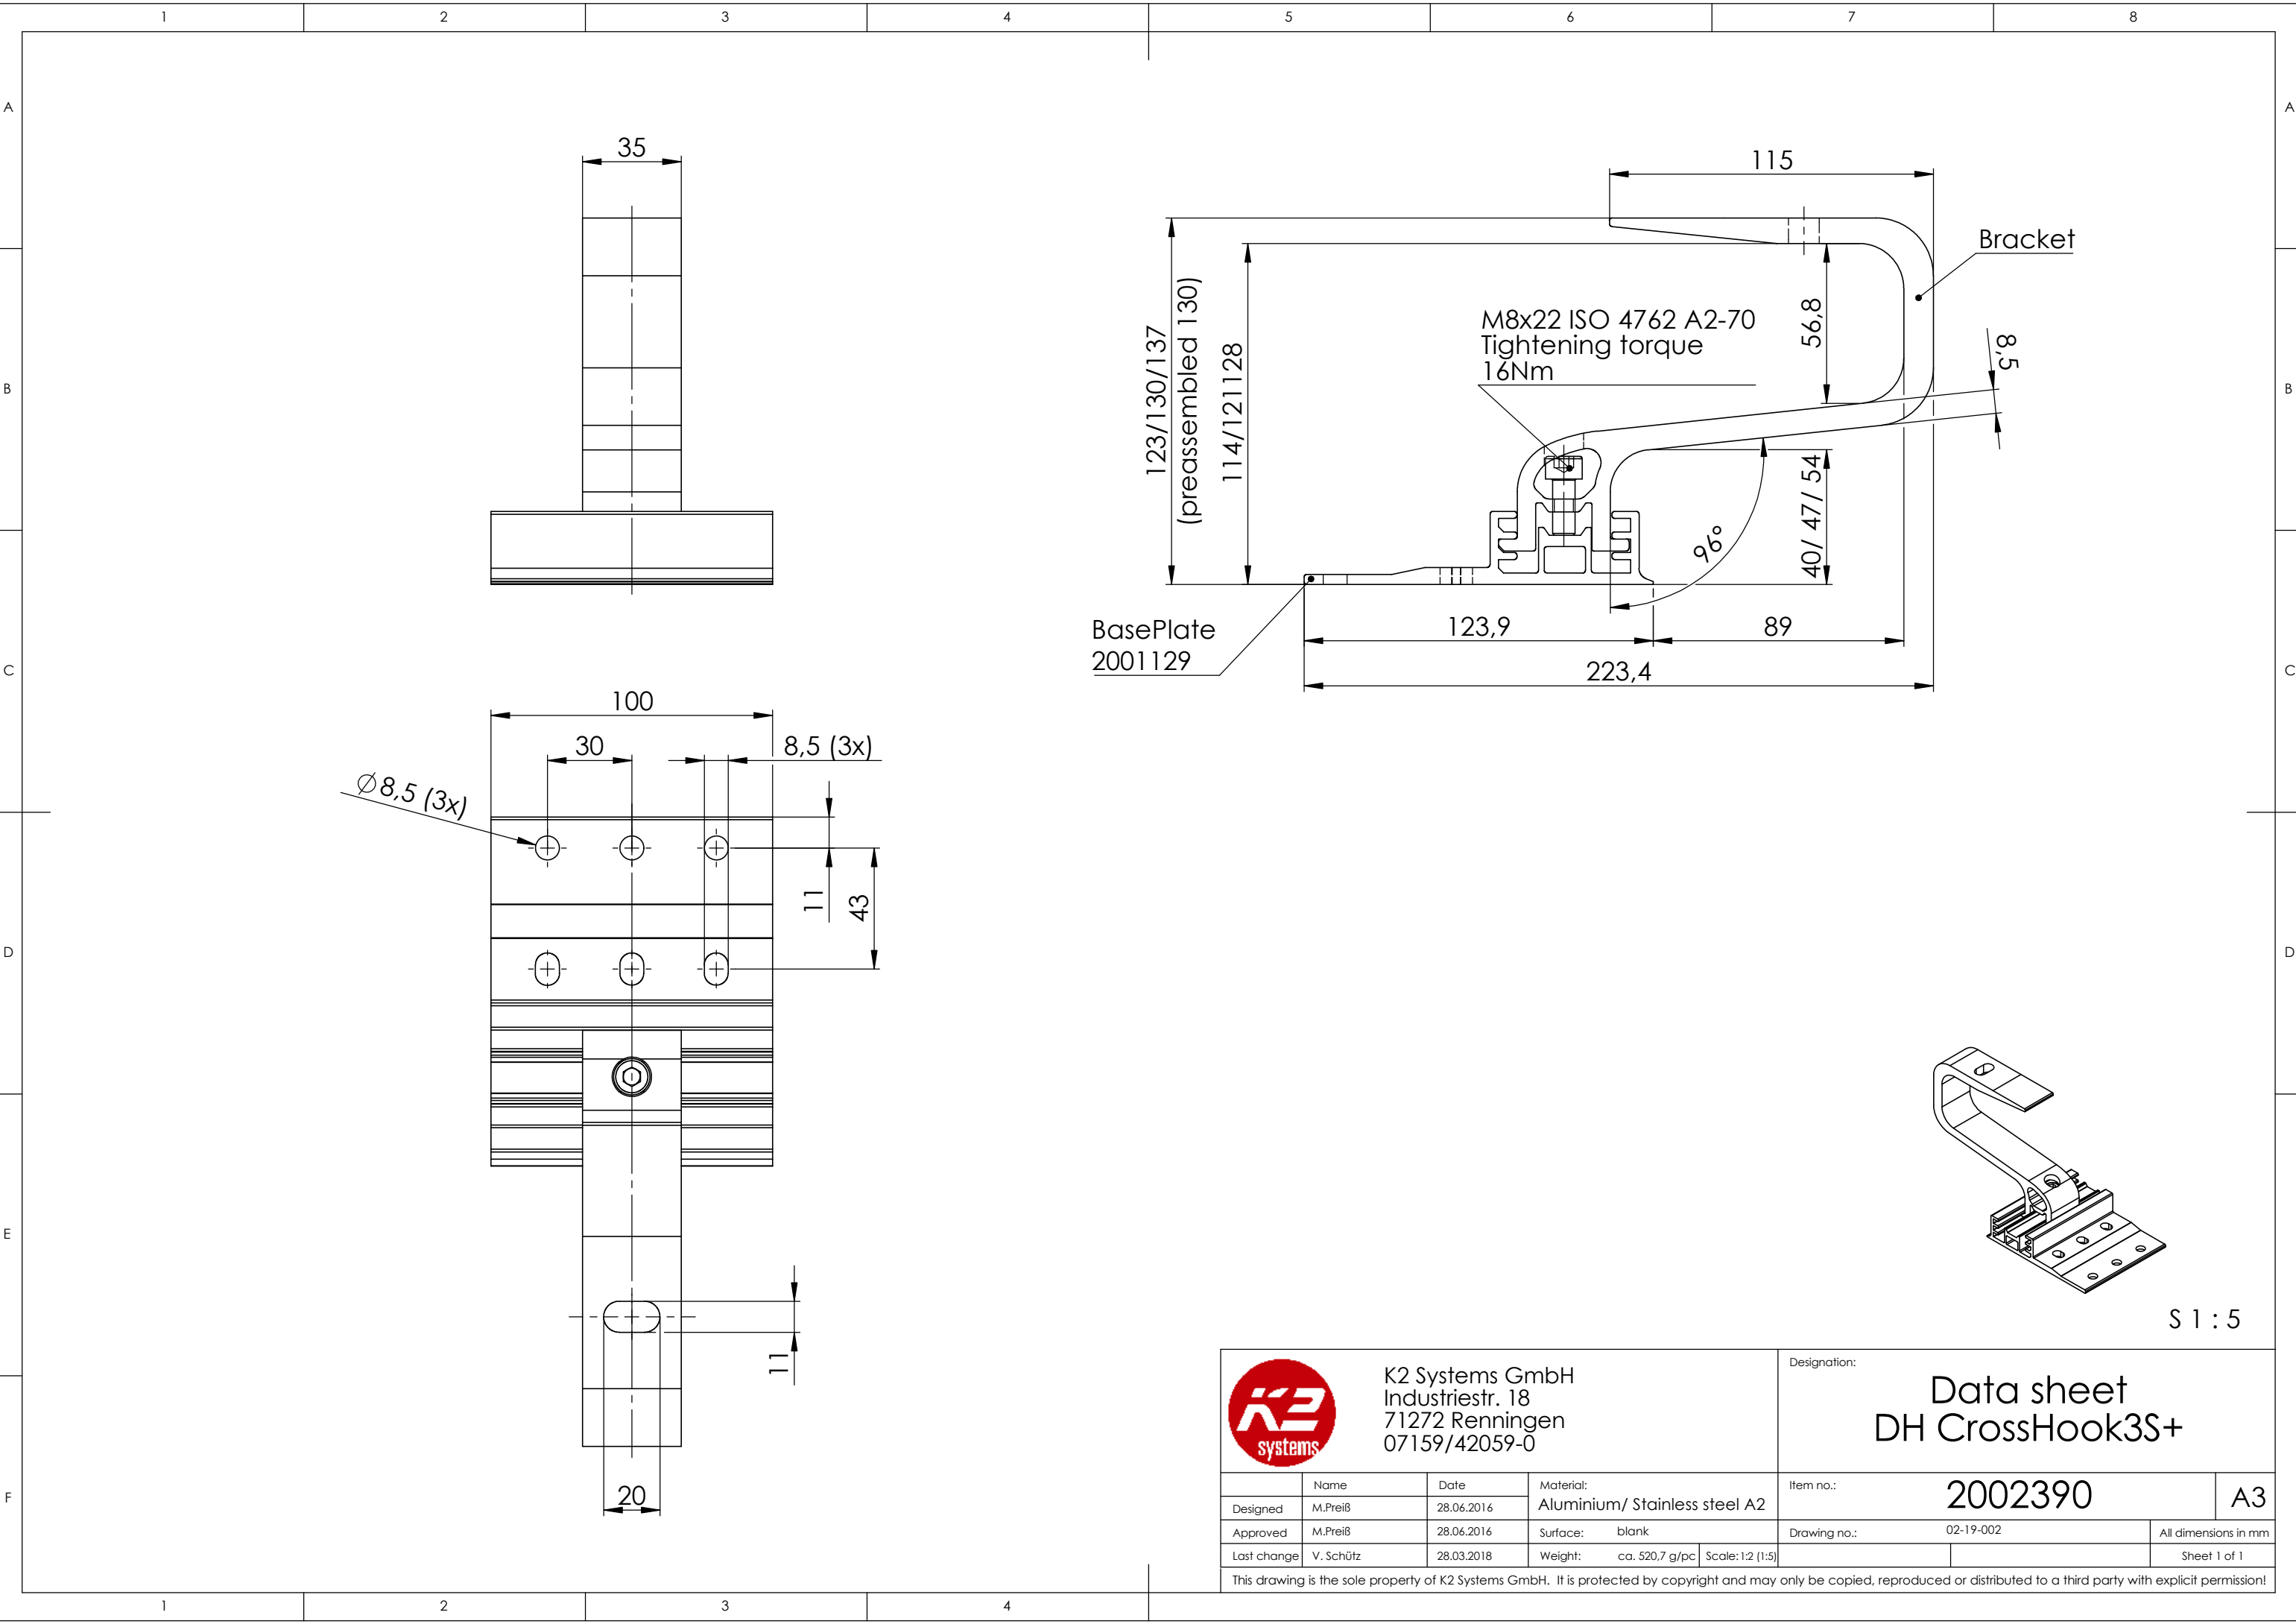 1 2 3 4 5 6 7 8
A A
35
115
Bracket
123/130/137
(preassembled 130)
114/121128
M8x22 ISO 4762 A2-70
Tightening torque
16Nm
56,8
8,5
B B
96°
40/ 47/ 54
BasePlate
2001129
123,9
89
223,4
C C
100
30
8,5 (3x)
Ø8,5 (3x)
11
43
D D
E
11
20
S 1 : 5
F
K2
systems
K2 Systems GmbH
Industriestr. 18
71272 Renningen
07159/42059-0
Designation:
Data sheet
DH CrossHook3S+
Name Date Material:
Aluminium/ Stainless steel A2
Item no.: 2002390 A3
Designed M.Preiß 28.06.2016
Approved M.Preiß 28.06.2016 Surface: blank Drawing no.: 02-19-002 All dimensions in mm
Last change V. Schütz 28.03.2018 Weight: ca. 520,7 g/pc Scale: 1:2 (1:5) Sheet 1 of 1
This drawing is the sole property of K2 Systems GmbH. It is protected by copyright and may only be copied, reproduced or distributed to a third party with explicit permission!
1 2 3 4